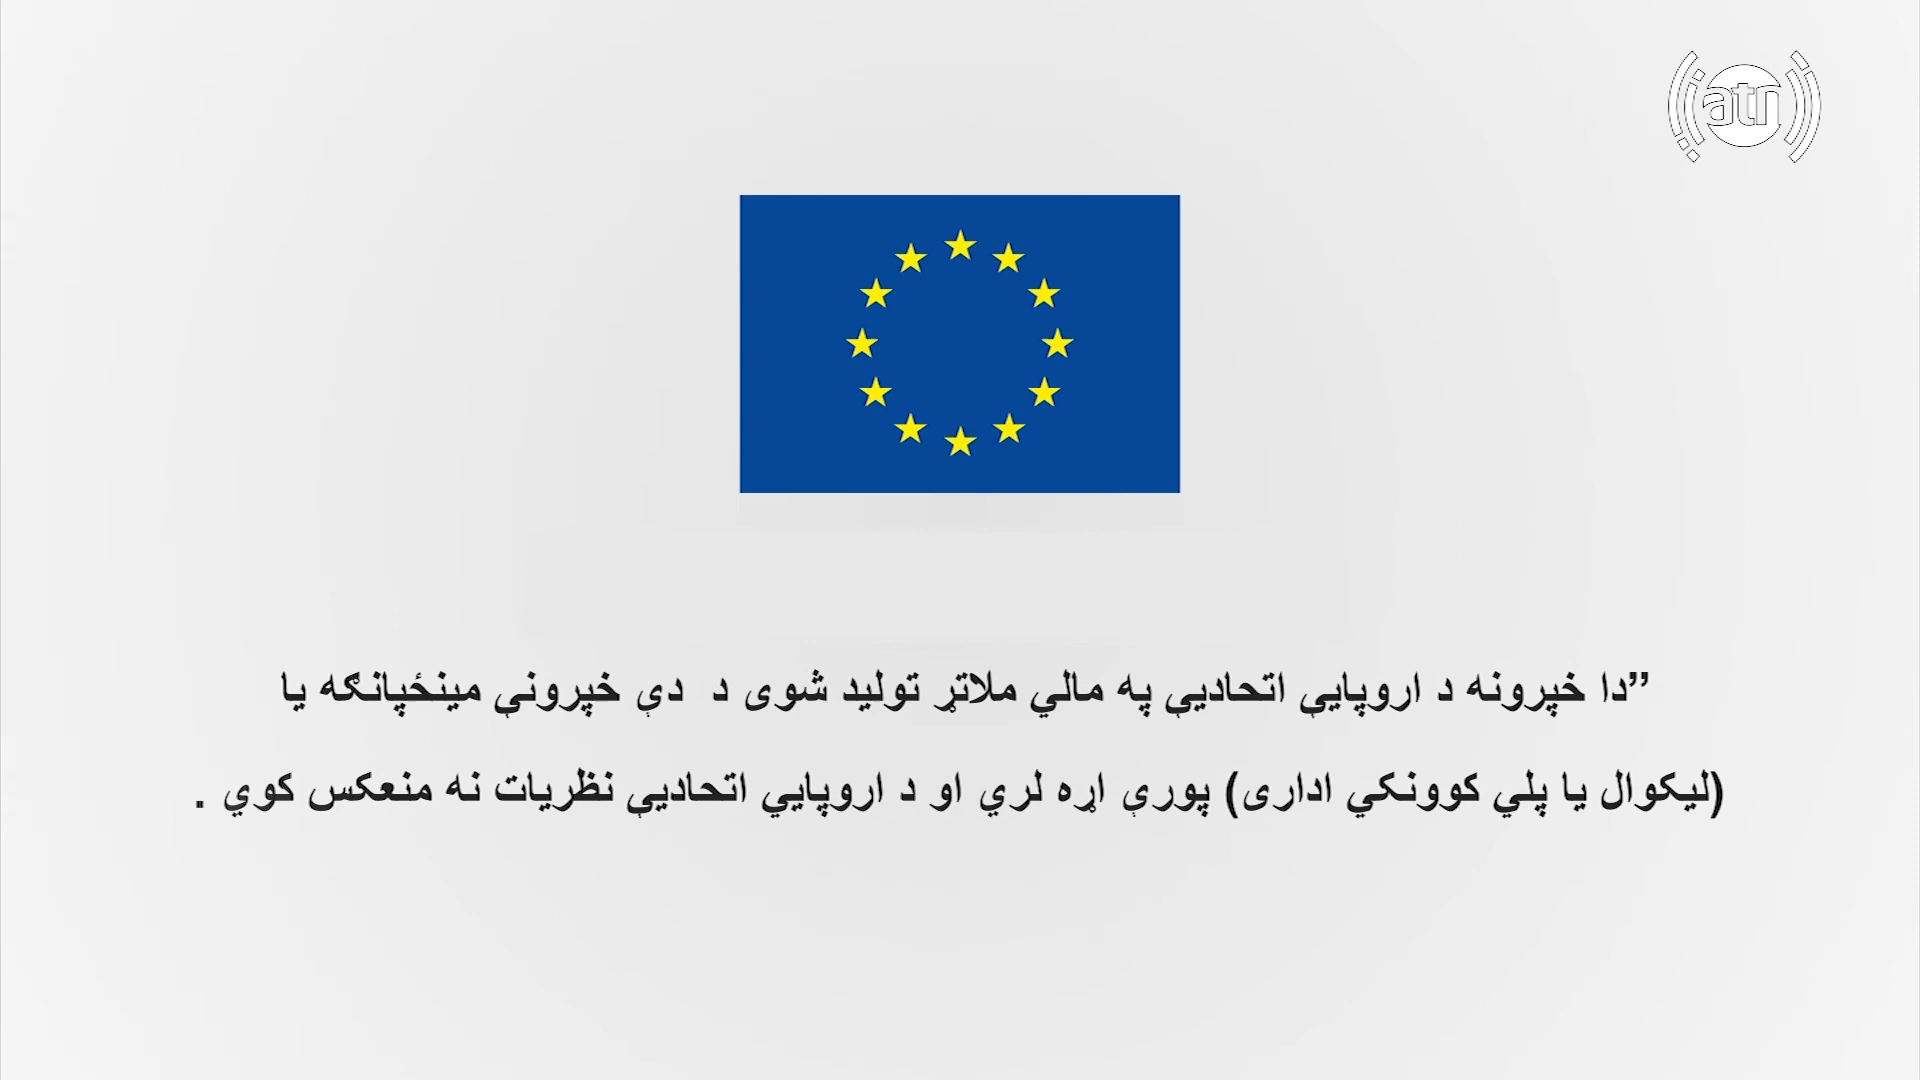 atn
”دا خپرونه د اروپايې اتحاديې په مالي ملاتړ توليد شوی د دې خپرونې مينځپانګه يا
(ليکوال يا پلي کوونکي اداری) پورې اړه لري او د اروپايي اتحاديې نظريات نه منعکس کوي .